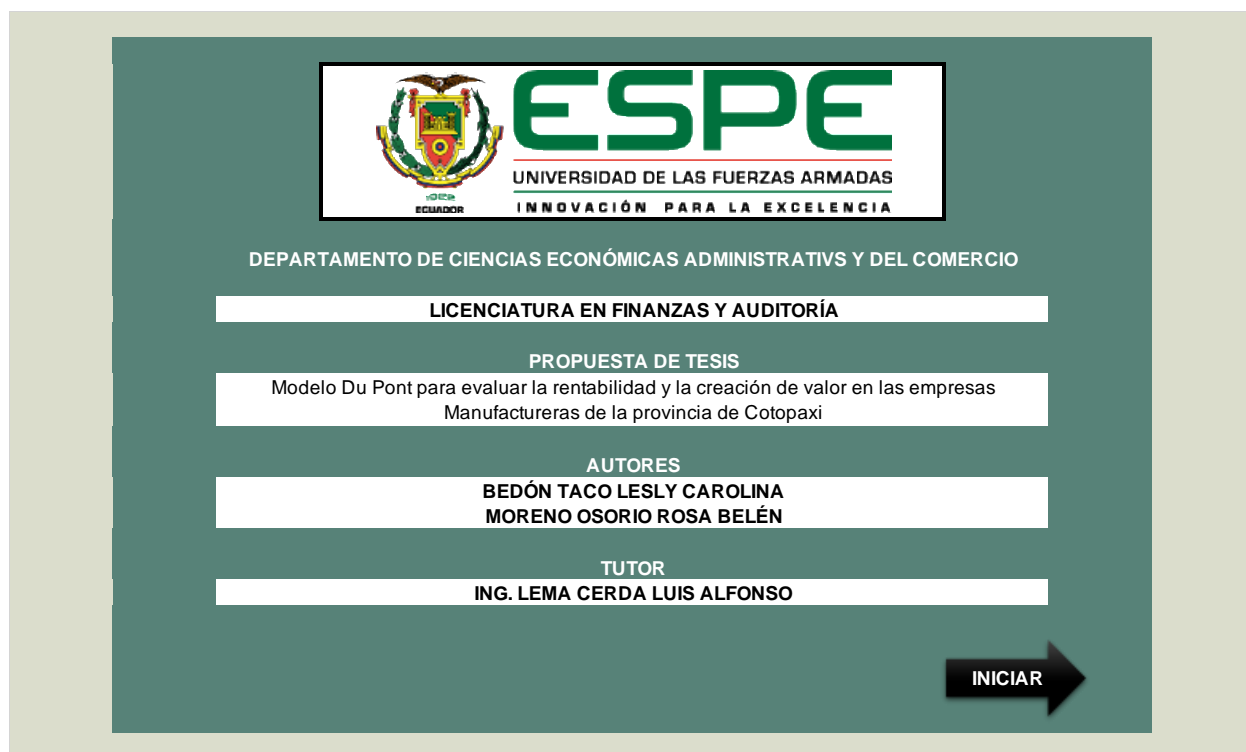 ESPE
UNIVERSIDAD DE LAS FUERZAS ARMADAS
INNOVACIÓN PARA LA EXCELENCIA
1922
ECUADOR
DEPARTAMENTO DE CIENCIAS ECONÓMICAS ADMINISTRATIVS Y DEL COMERCIO
LICENCIATURA EN FINANZAS Y AUDITORÍA
PROPUESTA DE TESIS
Modelo Du Pont para evaluar la rentabilidad y la creación de valor en las empresas
Manufactureras de la provincia de Cotopaxi
AUTORES
BEDÓN TACO LESLY CAROLINA
MORENO OSORIO ROSA BELÉN
TUTOR
ING. LEMA CERDA LUIS ALFONSO
INICIAR